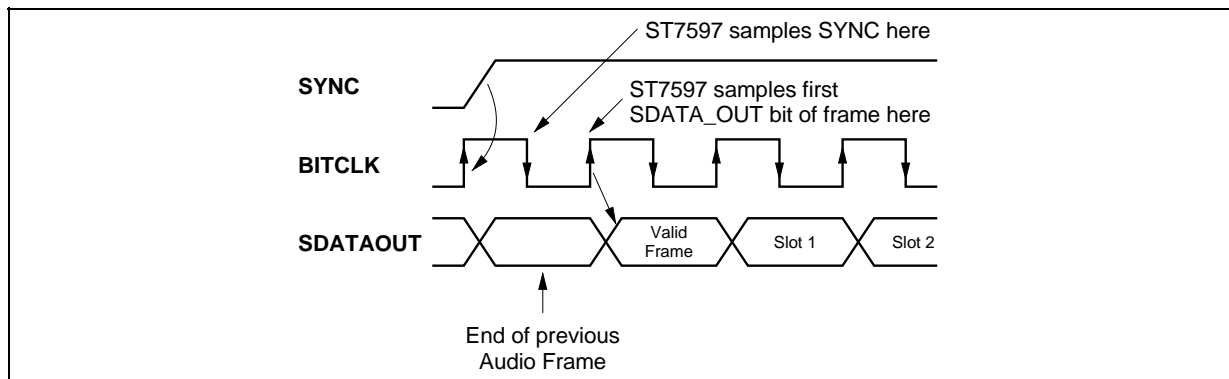 ST7597 samples SYNC here
SYNC
ST7597 samples first
SDATA_OUT bit of frame here
BITCLK
SDATAOUT
Valid
Frame
Slot 1
Slot 2
End of previous
Audio Frame